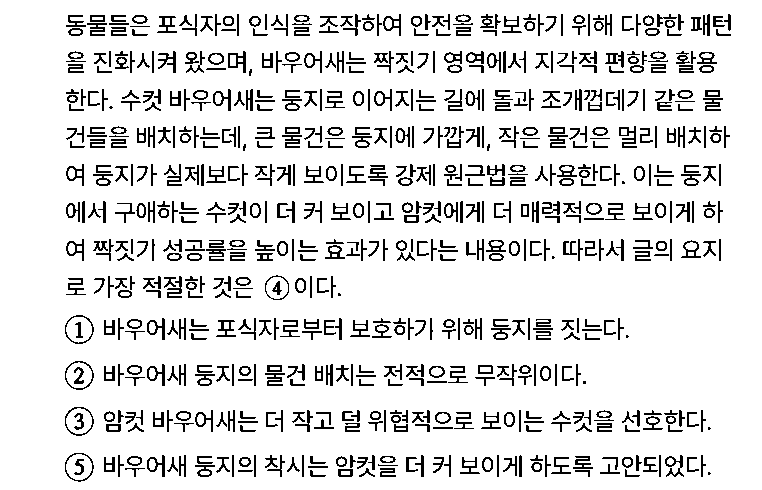 동물들은 포식자의 인식을 조작하여 안전을 확보하기 위해 다양한 패턴
을 진화시켜 왔으며, 바우어새는 짝짓기 영역에서 지각적 편향을 활용
한다. 수컷 바우어새는 둥지로 이어지는 길에 돌과 조개껍데기 같은 물
건들을 배치하는데, 큰 물건은 둥지에 가깝게, 작은 물건은 멀리 배치하
여 둥지가 실제보다 작게 보이도록 강제 원근법을 사용한다. 이는 둥지
에서 구애하는 수컷이 더 커 보이고 암컷에게 더 매력적으로 보이게 하
여 짝짓기 성공률을 높이는 효과가 있다는 내용이다. 따라서 글의 요지
로 가장 적절한 것은 ④이다.
① 바우어새는 포식자로부터 보호하기 위해 둥지를 짓는다.
② 바우어새 둥지의 물건 배치는 전적으로 무작위이다.
③ 암컷 바우어새는 더 작고 덜 위협적으로 보이는 수컷을 선호한다.
⑤ 바우어새 둥지의 착시는 암컷을 더 커 보이게 하도록 고안되었다.